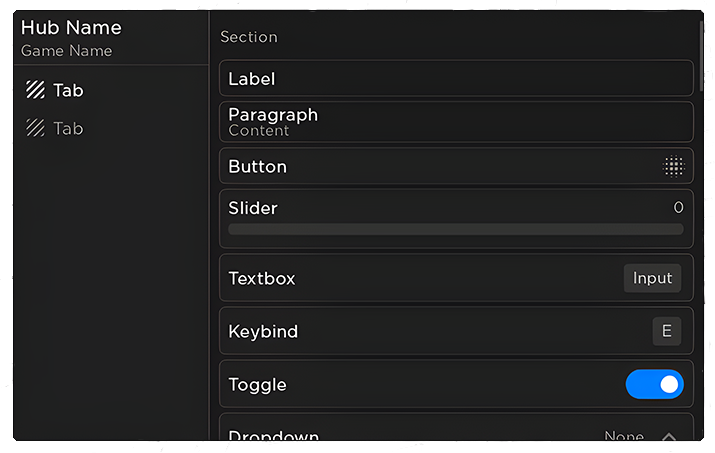 Hub Name
Game Name
Tab
Tab
Section
Label
Paragraph
Content
Button
Slider 0
Textbox Input
Keybind E
Toggle
Dropdown None